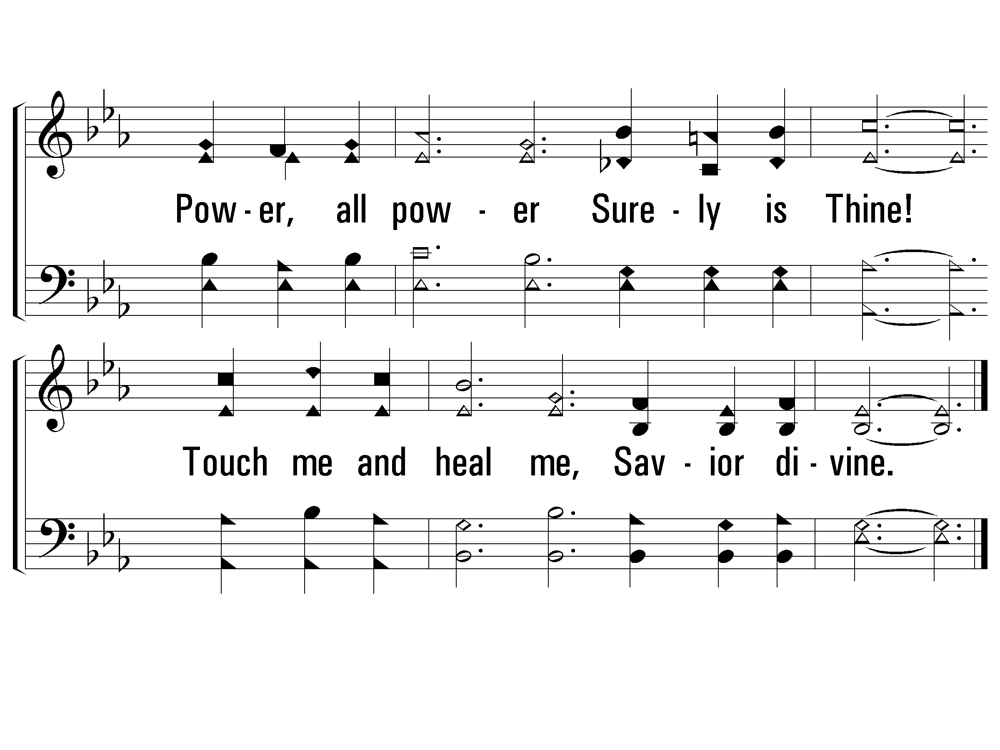 Pow - er, all pow - er Sure - ly is Thine!
Touch me and heal me, Sav - ior di - vine.